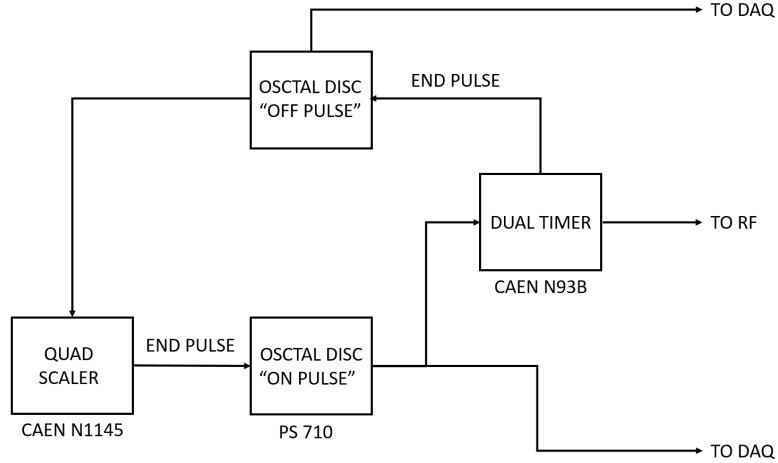 TO DAQ
OSCTAL DISC
“OFF PULSE”
END PULSE
DUAL TIMER
TO RF
CAEN N93B
QUAD
SCALER
END PULSE
OSCTAL DISC
“ON PULSE”
CAEN N1145
PS 710
TO DAQ